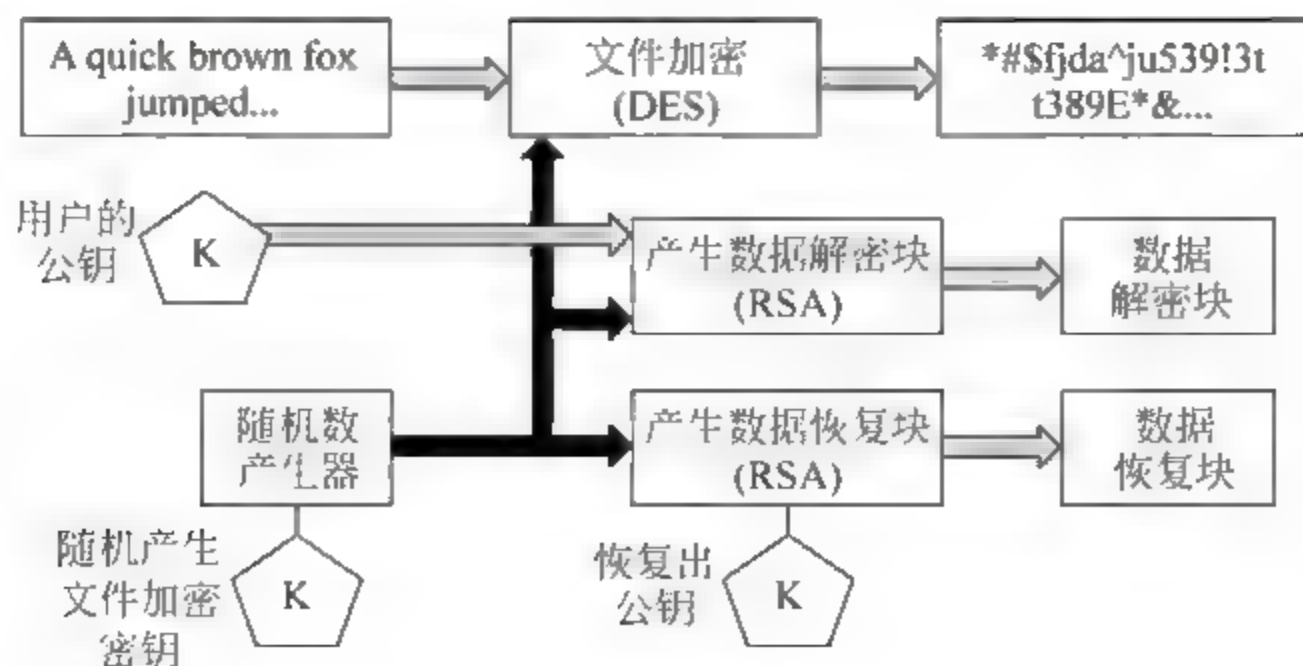 A quick brown fox
jumped...
文件加密
(DES)
*#$fjda^ju539!3t
t389E*&...
用户的
公钥
K
产生数据解密块
(RSA)
数据
解密块
随机数
产生器
产生数据恢复块
(RSA)
数据
恢复块
随机产生
文件加密
密钥
K
恢复出
公钥
K